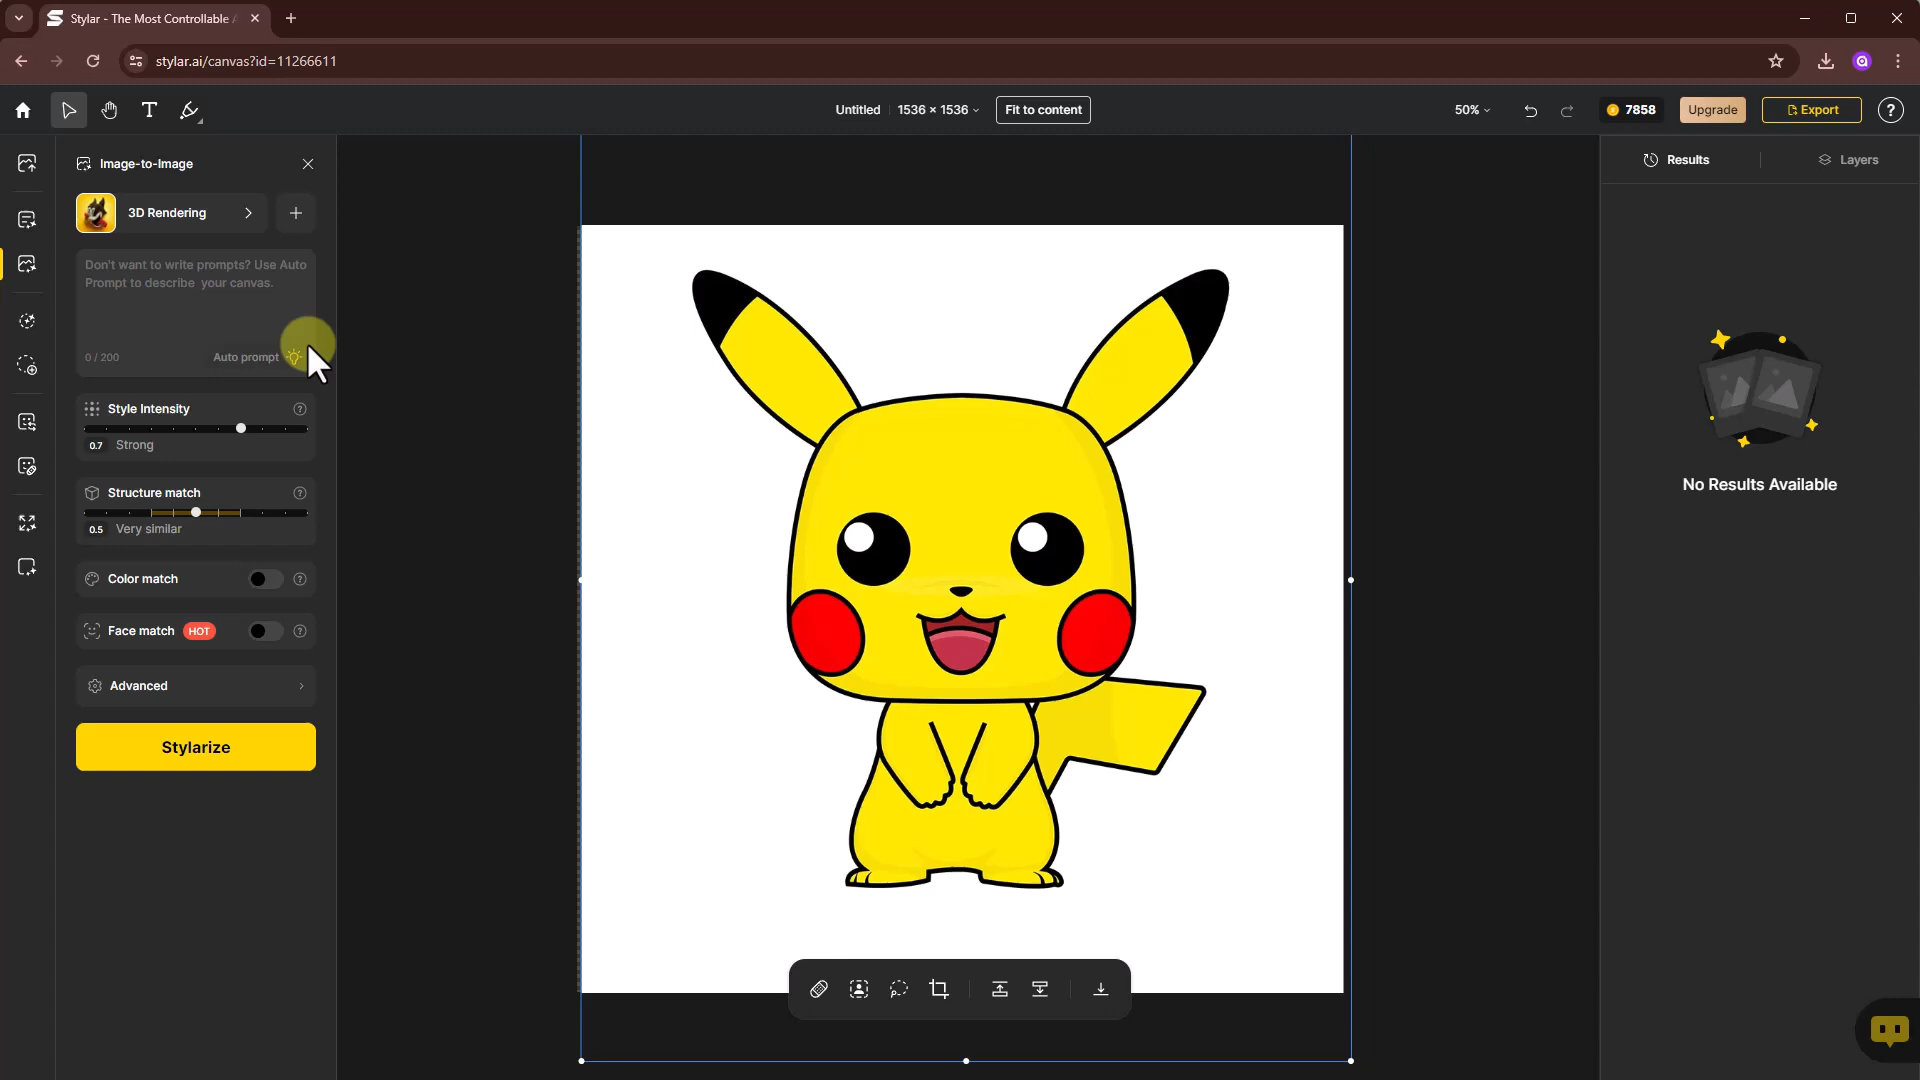 Stylar - The Most Controllable
stylar.ai/canvas?id=11266611
Untitled 1536 × 1536 Fit to content 50% 7858 Upgrade Export ?
Image-to-Image
3D Rendering
Don't want to write prompts? Use Auto
Prompt to describe your canvas.
0 / 200 Auto prompt
Style Intensity ?
0.7 Strong
Structure match ?
0.5 Very similar
Color match ?
Face match HOT ?
Advanced
Stylarize
Results Layers
No Results Available